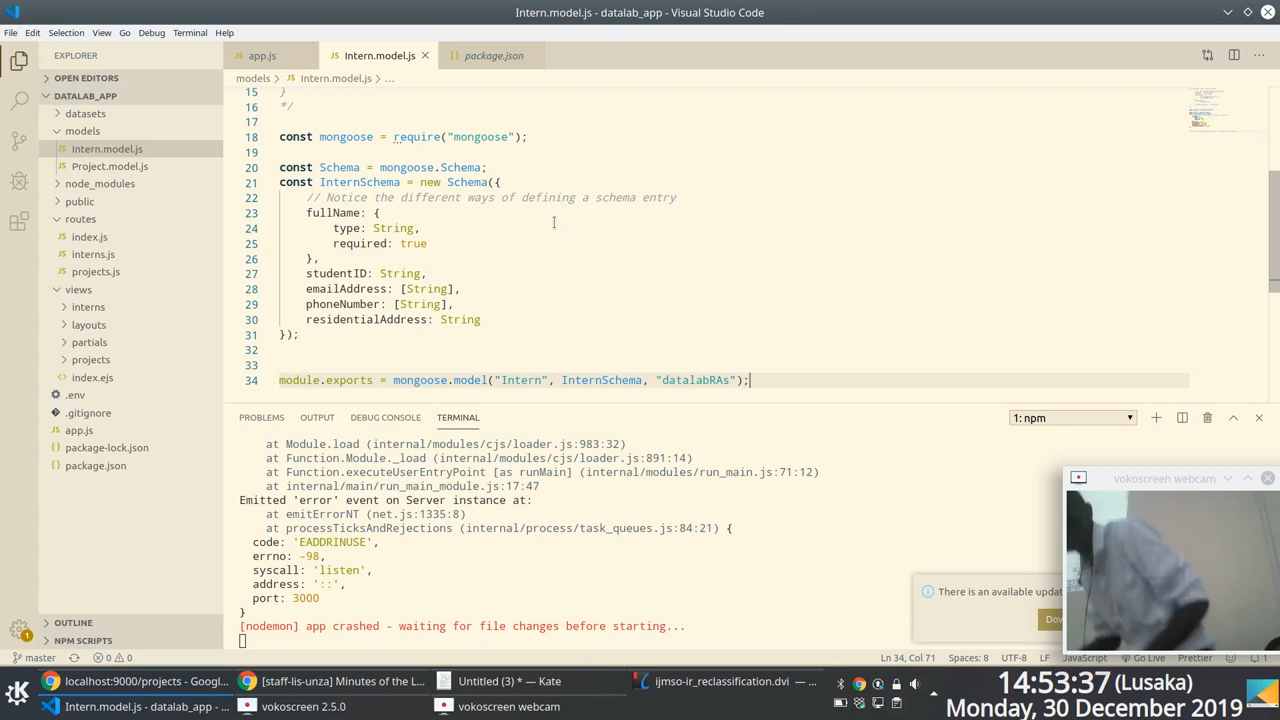 Intern.model.js - datalab_app - Visual Studio Code
File Edit Selection View Go Debug Terminal Help
EXPLORER
OPEN EDITORS
DATALAB_APP
datasets
models
Intern.model.js
Project.model.js
node_modules
public
routes
index.js
interns.js
projects.js
views
interns
layouts
partials
projects
index.ejs
.env
.gitignore
app.js
package-lock.json
package.json
OUTLINE
NPM SCRIPTS
app.js Intern.model.js package.json
models > Intern.model.js > ...
15 }
16 */
17
18 const mongoose = require("mongoose");
19
20 const Schema = mongoose.Schema;
21 const InternSchema = new Schema({
22 // Notice the different ways of defining a schema entry
23 fullName: {
24 type: String,
25 required: true
26 },
27 studentID: String,
28 emailAddress: [String],
29 phoneNumber: [String],
30 residentialAddress: String
31 });
32
33
34 module.exports = mongoose.model("Intern", InternSchema, "datalabRAs");
PROBLEMS OUTPUT DEBUG CONSOLE TERMINAL 1: npm
at Module.load (internal/modules/cjs/loader.js:983:32)
at Function.Module._load (internal/modules/cjs/loader.js:891:14)
at Function.executeUserEntryPoint [as runMain] (internal/modules/run_main.js:71:12)
at internal/main/run_main_module.js:17:47
Emitted 'error' event on Server instance at:
at emitErrorNT (net.js:1335:8)
at processTicksAndRejections (internal/process/task_queues.js:84:21) {
code: 'EADDRINUSE',
errno: -98,
syscall: 'listen',
address: '::',
port: 3000
}
[nodemon] app crashed - waiting for file changes before starting...
There is an available updat
Dow
vokoscreen webcam
1
master 0 0 Ln 34, Col 71 Spaces: 8 UTF-8 LF JavaScript Go Live Prettier 1
localhost:9000/projects - Googl... [staff-lis-unza] Minutes of the L... Untitled (3) * — Kate ijmso-ir_reclassification.dvi — ...
Intern.model.js - datalab_app - ... vokoscreen 2.5.0 vokoscreen webcam
14:53:37 (Lusaka)
Monday, 30 December 2019